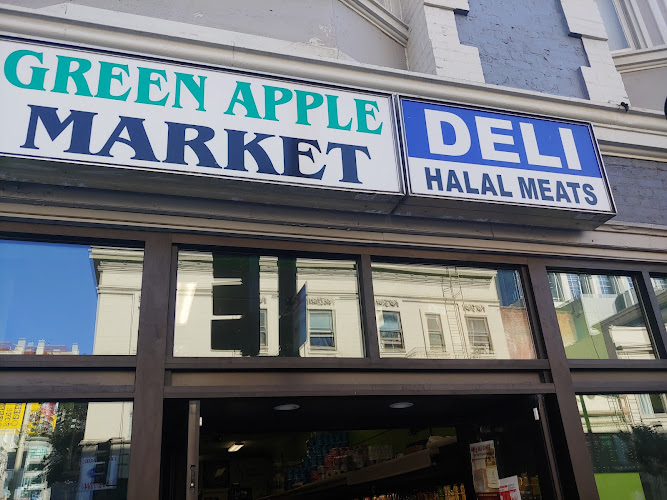 GREEN APPLE
MARKET
DELI
HALAL MEATS